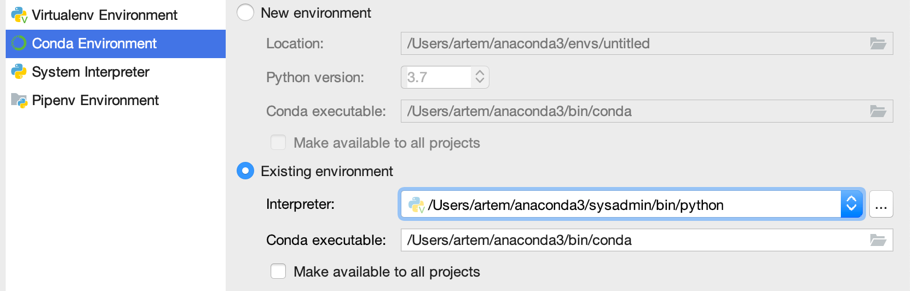 Virtualenv Environment
Conda Environment
System Interpreter
Pipenv Environment
New environment
Location: /Users/artem/anaconda3/envs/untitled
Python version: 3.7
Conda executable: /Users/artem/anaconda3/bin/conda
Make available to all projects
Existing environment
Interpreter: /Users/artem/anaconda3/sysadmin/bin/python ...
Conda executable: /Users/artem/anaconda3/bin/conda
Make available to all projects